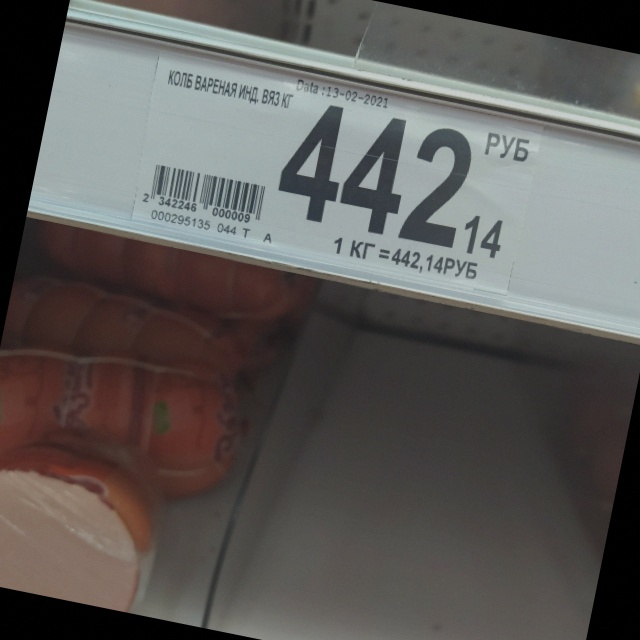 КОЛБ ВАРЕНАЯ ИНД. ВЯЗ КГ
Data :13-02-2021
442 14 РУБ
2 342246 000009
000295135 044 Т А
1 КГ = 442,14РУБ